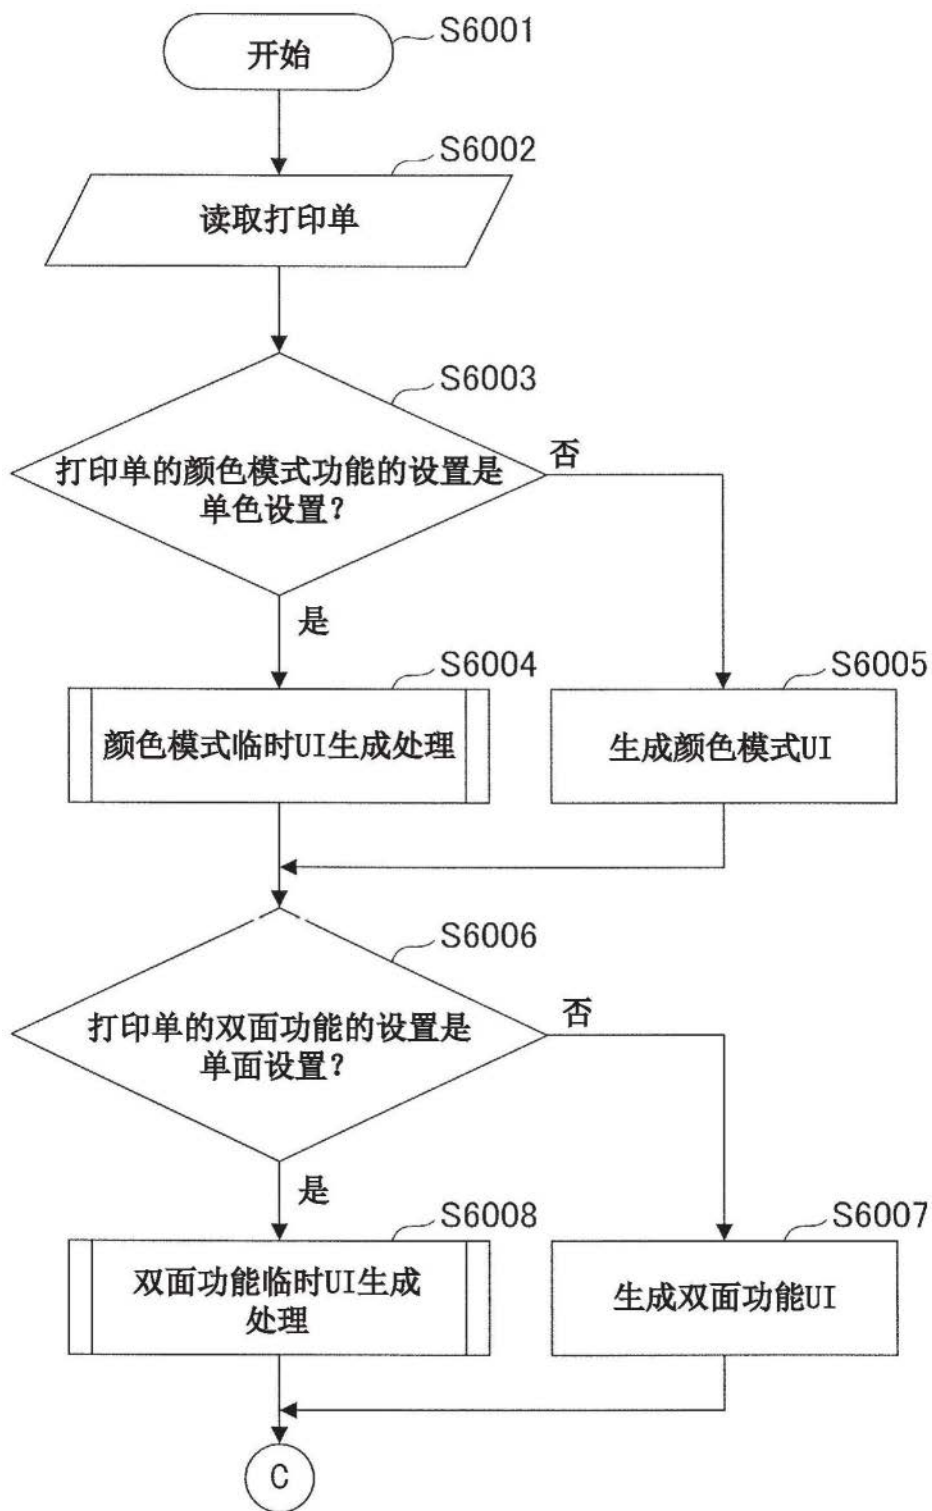 开始
S6001
S6002
读取打印单
S6003
打印单的颜色模式功能的设置是
单色设置？
否
是
S6004
颜色模式临时UI生成处理
S6005
生成颜色模式UI
S6006
打印单的双面功能的设置是
单面设置？
否
是
S6008
双面功能临时UI生成
处理
S6007
生成双面功能UI
C